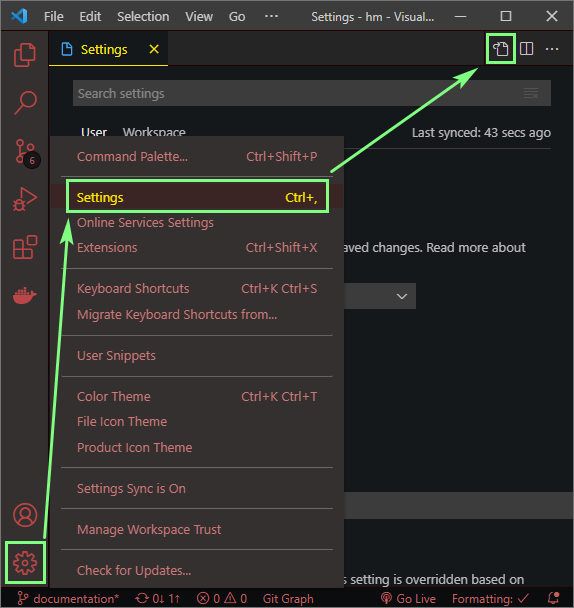 File Edit Selection View Go ··· Settings - hm - Visual...
Settings
Search settings
User Workspace Last synced: 43 secs ago
Command Palette... Ctrl+Shift+P
6
Settings Ctrl+,
Online Services Settings
Extensions Ctrl+Shift+X
aved changes. Read more about
Keyboard Shortcuts Ctrl+K Ctrl+S
Migrate Keyboard Shortcuts from...
User Snippets
Color Theme Ctrl+K Ctrl+T
File Icon Theme
Product Icon Theme
Settings Sync is On
Manage Workspace Trust
Check for Updates...
s setting is overridden based on
documentation* 0↓ 1↑ 0 0 Git Graph Go Live Formatting: ✓